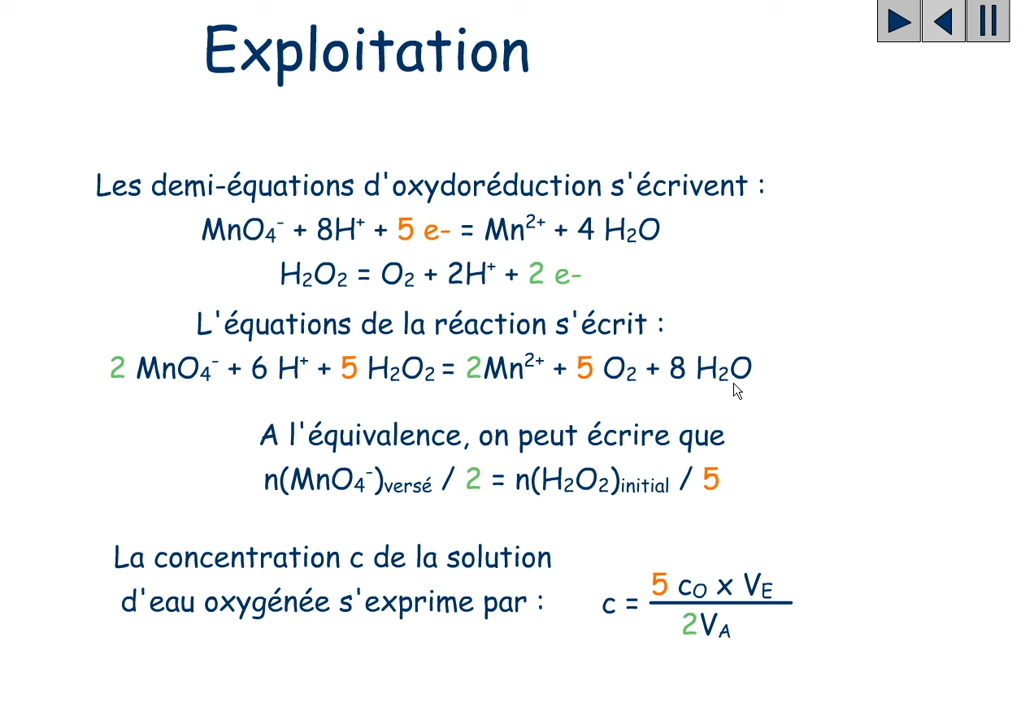 Exploitation
Les demi-équations d'oxydoréduction s'écrivent :
MnO₄⁻ + 8H⁺ + 5 e- = Mn²⁺ + 4 H₂O
H₂O₂ = O₂ + 2H⁺ + 2 e-
L'équations de la réaction s'écrit :
2 MnO₄⁻ + 6 H⁺ + 5 H₂O₂ = 2Mn²⁺ + 5 O₂ + 8 H₂O
A l'équivalence, on peut écrire que
n(MnO₄⁻)versé / 2 = n(H₂O₂)initial / 5
La concentration c de la solution
d'eau oxygénée s'exprime par :
c = 5 cO x VE
2VA